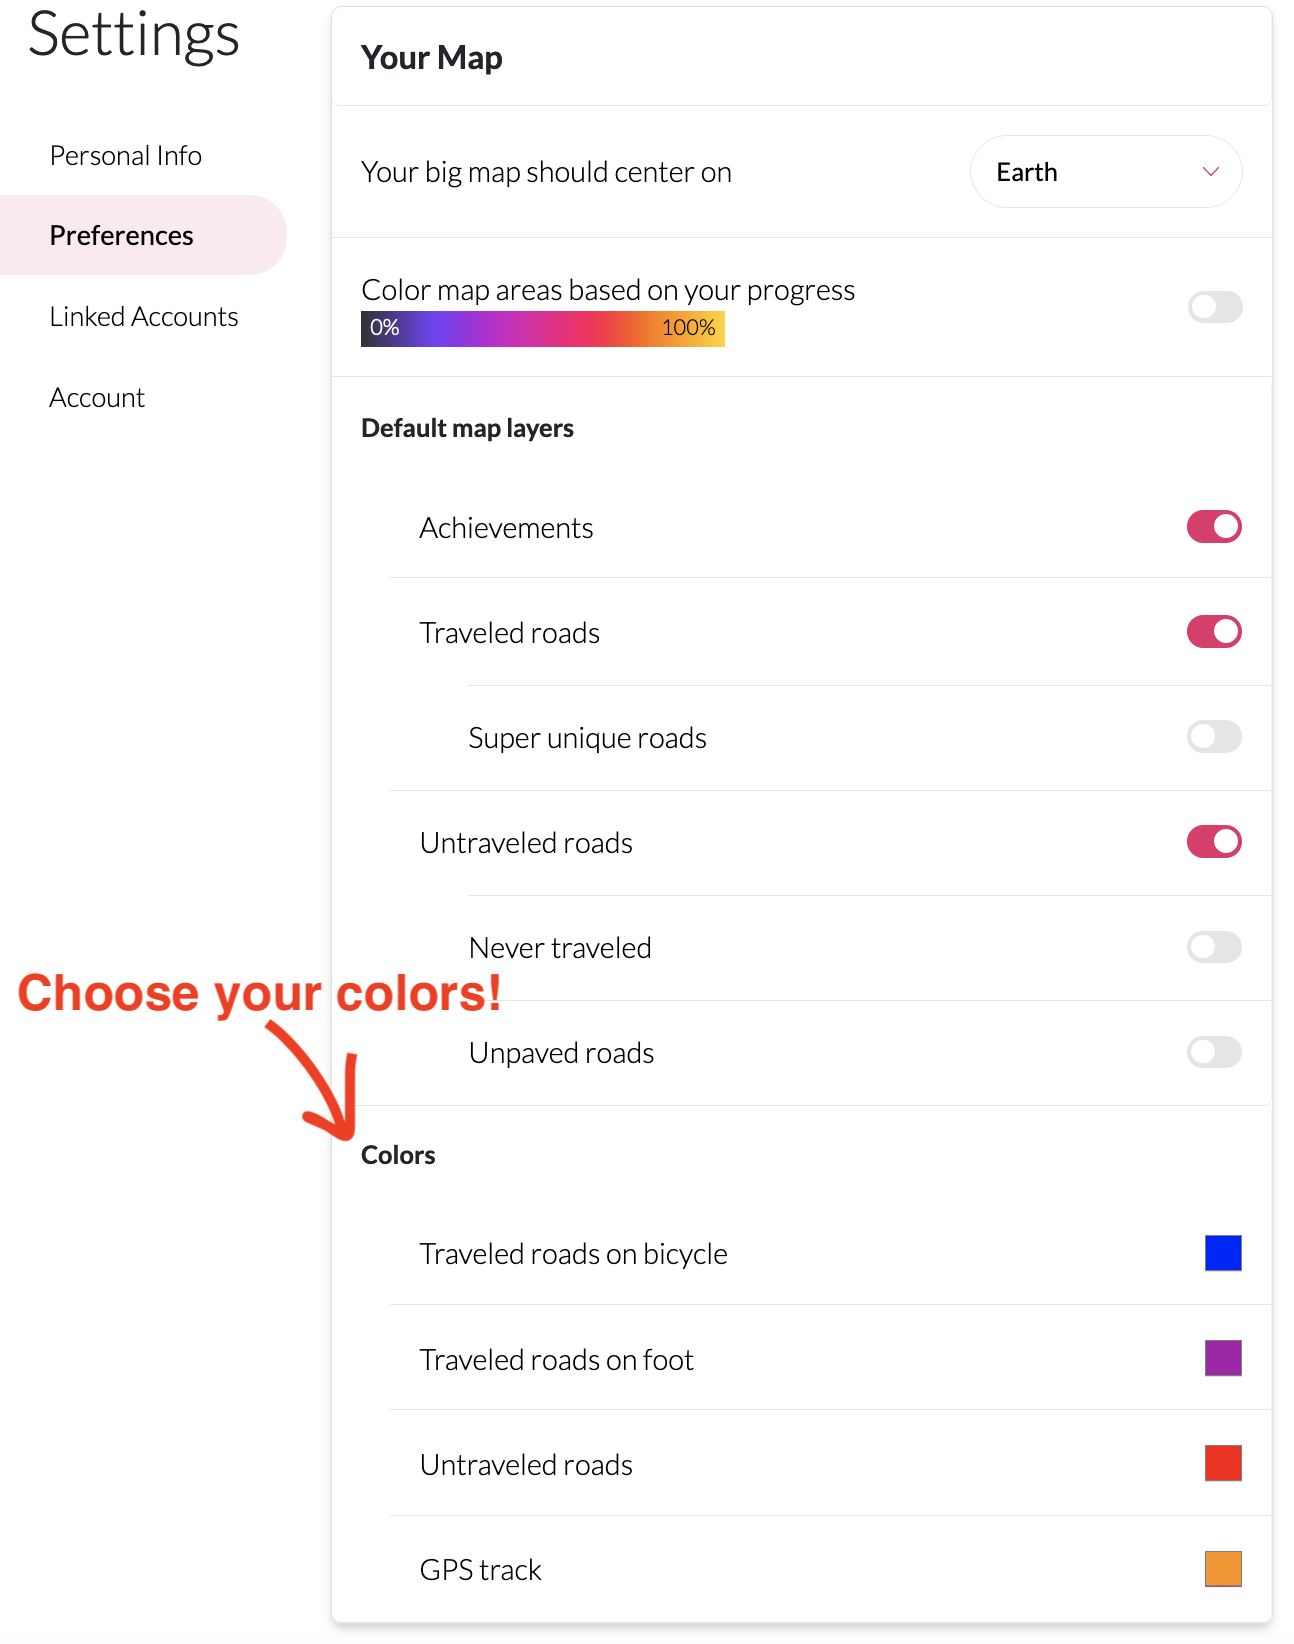 Settings
Personal Info
Preferences
Linked Accounts
Account
Your Map
Your big map should center on
Earth
Color map areas based on your progress
0% 100%
Default map layers
Achievements
Traveled roads
Super unique roads
Untraveled roads
Never traveled
Choose your colors!
Unpaved roads
Colors
Traveled roads on bicycle
Traveled roads on foot
Untraveled roads
GPS track